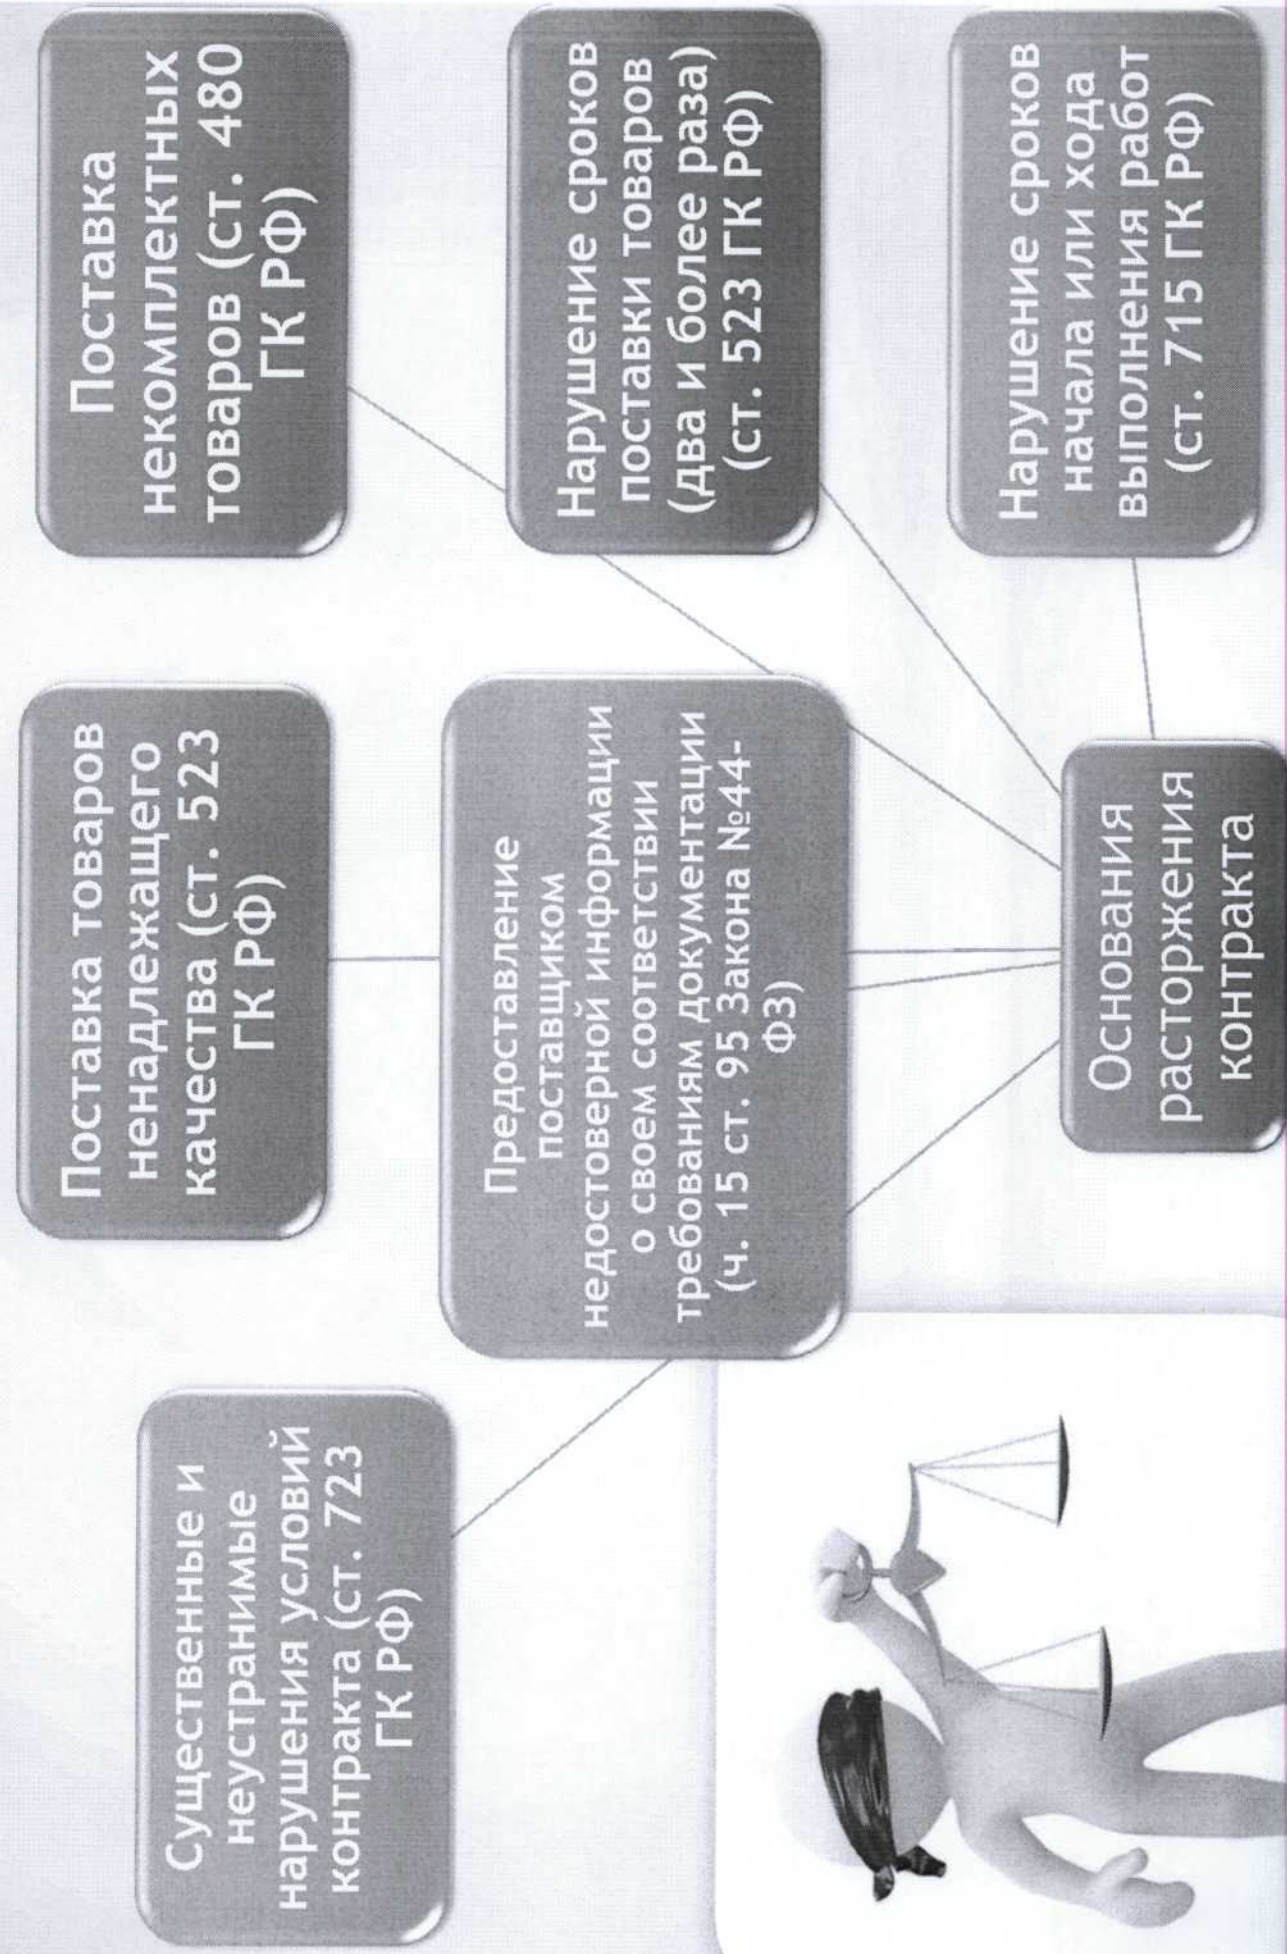 Существенные и
неустранимые
нарушения условий
контракта (ст. 723
ГК РФ)
Поставка товаров
ненадлежащего
качества (ст. 523
ГК РФ)
Поставка
некомплектных
товаров (ст. 480
ГК РФ)
Предоставление
поставщиком
недостоверной информации
о своем соответствии
требованиям документации
(ч. 15 ст. 95 Закона №44-
ФЗ)
Нарушение сроков
поставки товаров
(два и более раза)
(ст. 523 ГК РФ)
Основания
расторжения
контракта
Нарушение сроков
начала или хода
выполнения работ
(ст. 715 ГК РФ)